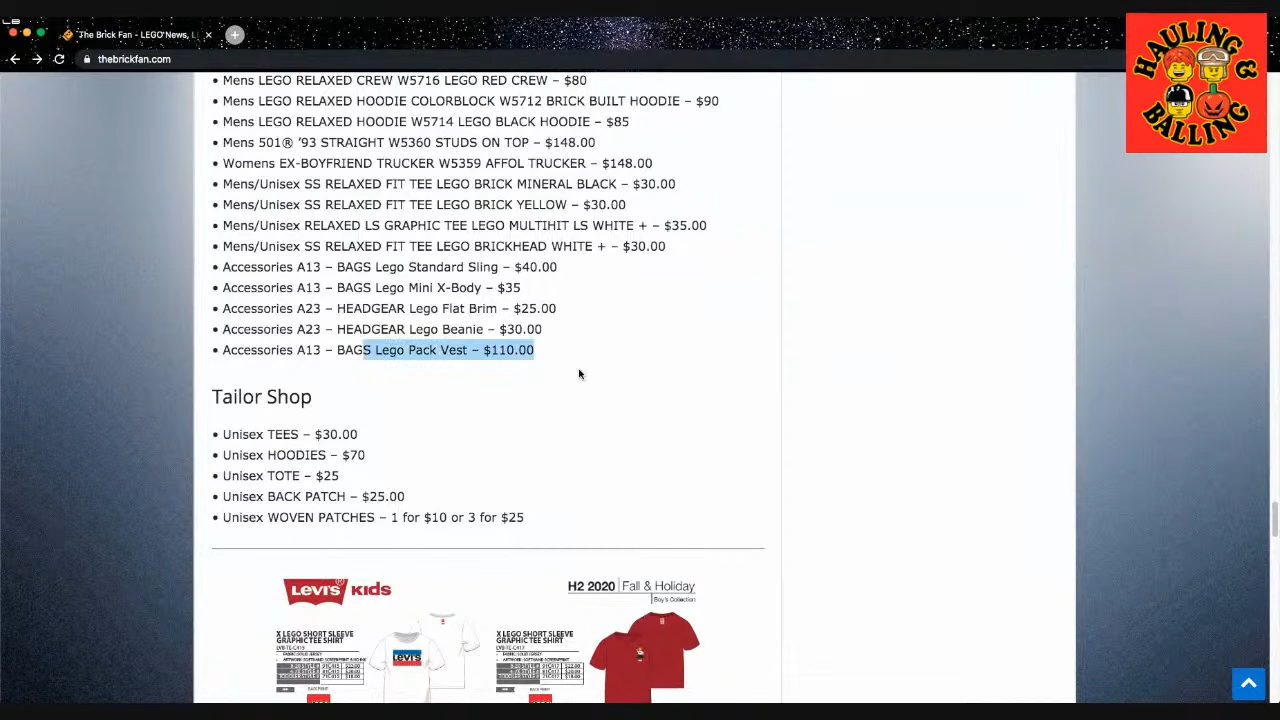 The Brick Fan - LEGO News, L
thebrickfan.com
HAULING &
BALLING
• Mens LEGO RELAXED CREW W5716 LEGO RED CREW – $80
• Mens LEGO RELAXED HOODIE COLORBLOCK W5712 BRICK BUILT HOODIE – $90
• Mens LEGO RELAXED HOODIE W5714 LEGO BLACK HOODIE – $85
• Mens 501® ’93 STRAIGHT W5360 STUDS ON TOP – $148.00
• Womens EX-BOYFRIEND TRUCKER W5359 AFFOL TRUCKER – $148.00
• Mens/Unisex SS RELAXED FIT TEE LEGO BRICK MINERAL BLACK – $30.00
• Mens/Unisex SS RELAXED FIT TEE LEGO BRICK YELLOW – $30.00
• Mens/Unisex RELAXED LS GRAPHIC TEE LEGO MULTIHIT LS WHITE + – $35.00
• Mens/Unisex SS RELAXED FIT TEE LEGO BRICKHEAD WHITE + – $30.00
• Accessories A13 – BAGS Lego Standard Sling – $40.00
• Accessories A13 – BAGS Lego Mini X-Body – $35
• Accessories A23 – HEADGEAR Lego Flat Brim – $25.00
• Accessories A23 – HEADGEAR Lego Beanie – $30.00
• Accessories A13 – BAGS Lego Pack Vest – $110.00
Tailor Shop
• Unisex TEES – $30.00
• Unisex HOODIES – $70
• Unisex TOTE – $25
• Unisex BACK PATCH – $25.00
• Unisex WOVEN PATCHES – 1 for $10 or 3 for $25
LEVI'S® KIDS
H2 2020 | Fall & Holiday
Boy's Collection
X LEGO SHORT SLEEVE
GRAPHIC TEE SHIRT
X LEGO SHORT SLEEVE
GRAPHIC TEE SHIRT
LEVI'S